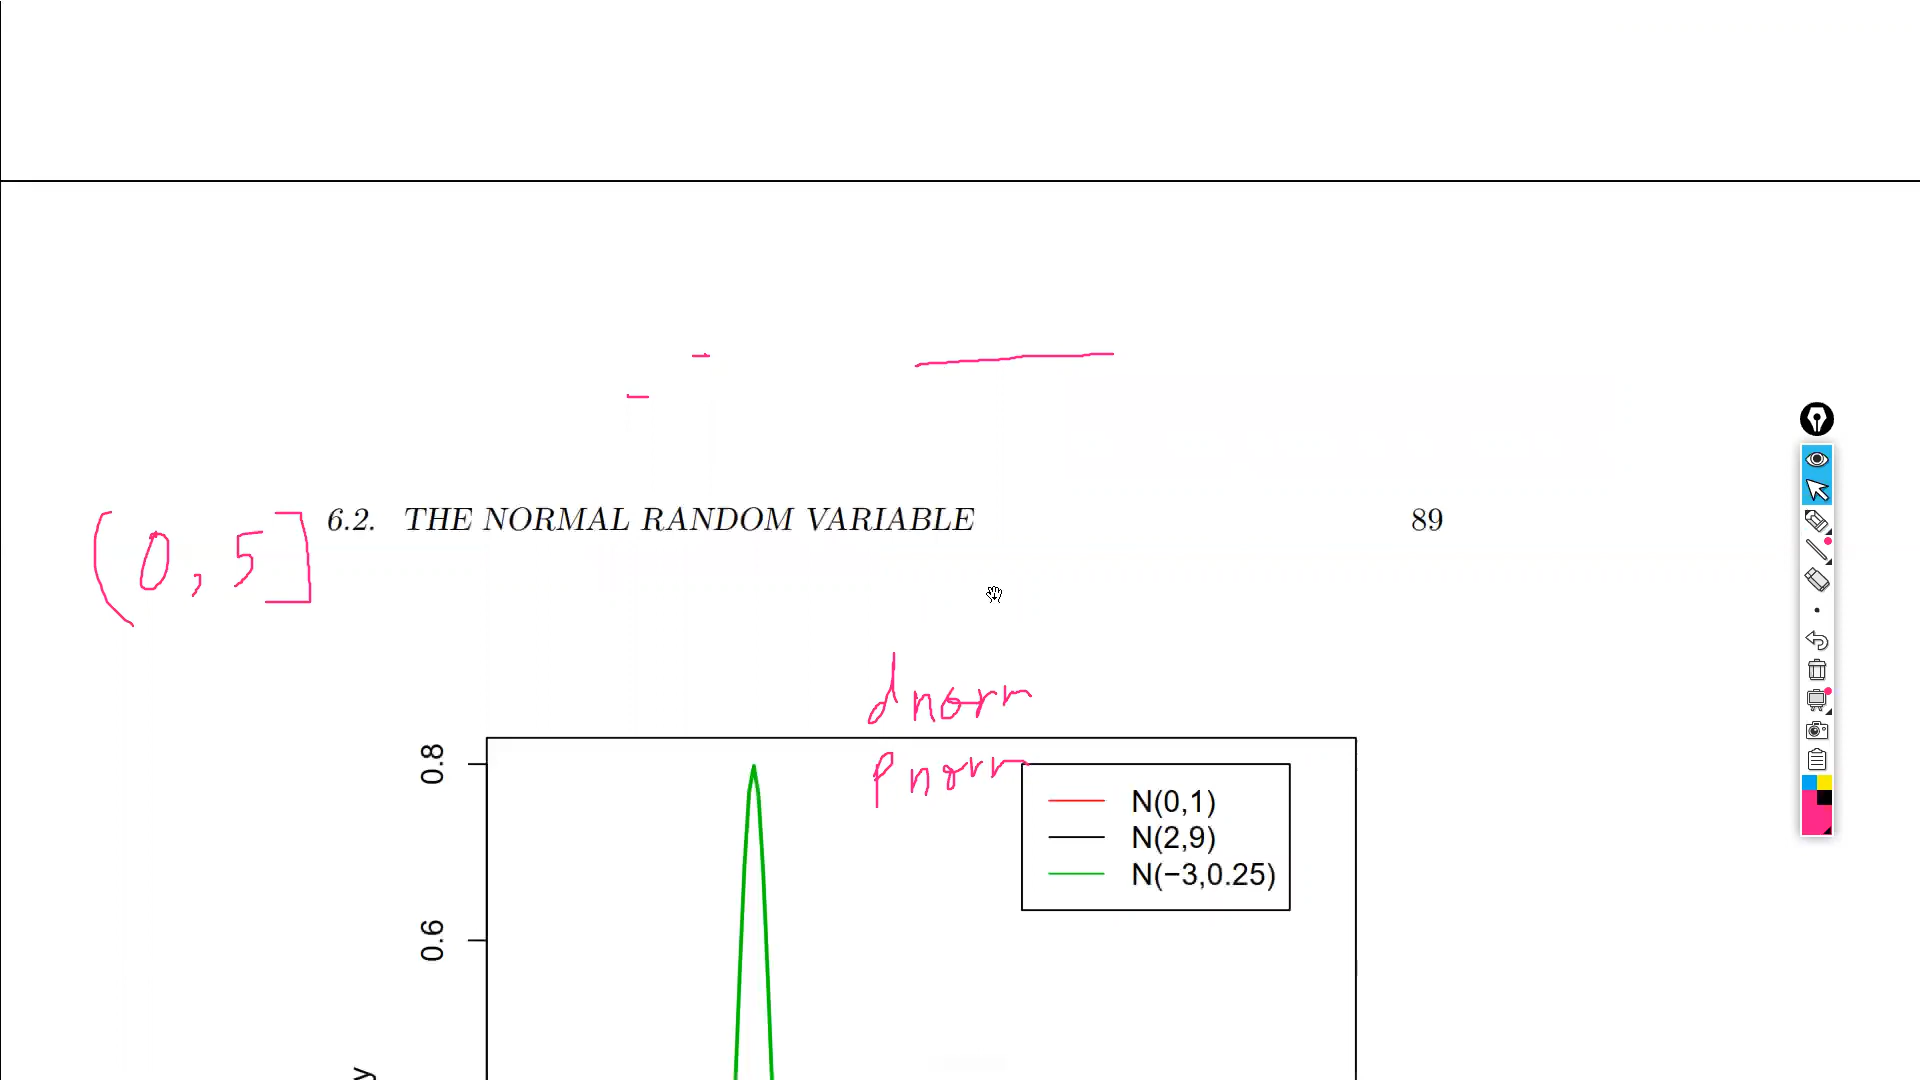 6.2. THE NORMAL RANDOM VARIABLE 89
(0,5]
dnorm
pnorm
0.8
N(0,1)
N(2,9)
N(−3,0.25)
0.6
y